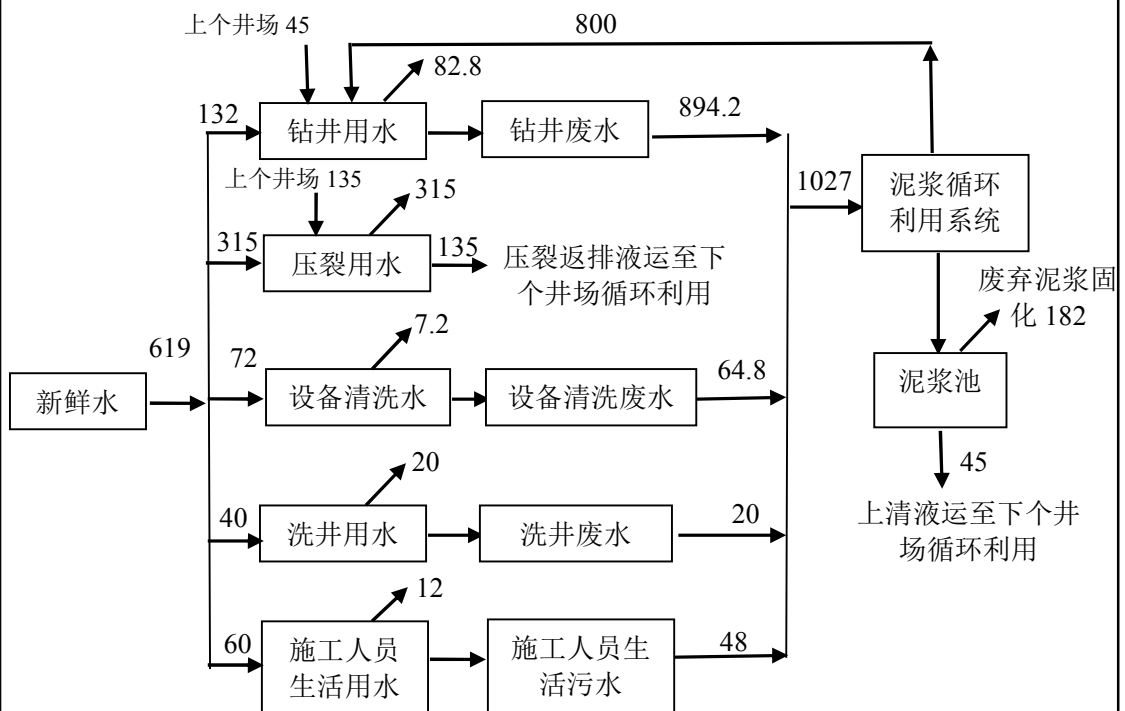 上个井场 45
800
82.8
132
钻井用水
钻井废水
894.2
上个井场 135
315
315
压裂用水
135
压裂返排液运至下
个井场循环利用
1027
泥浆循环
利用系统
废弃泥浆固
化 182
7.2
619
72
新鲜水
设备清洗水
设备清洗废水
64.8
泥浆池
20
40
洗井用水
洗井废水
20
45
上清液运至下个井
场循环利用
12
60
施工人员
生活用水
施工人员生
活污水
48